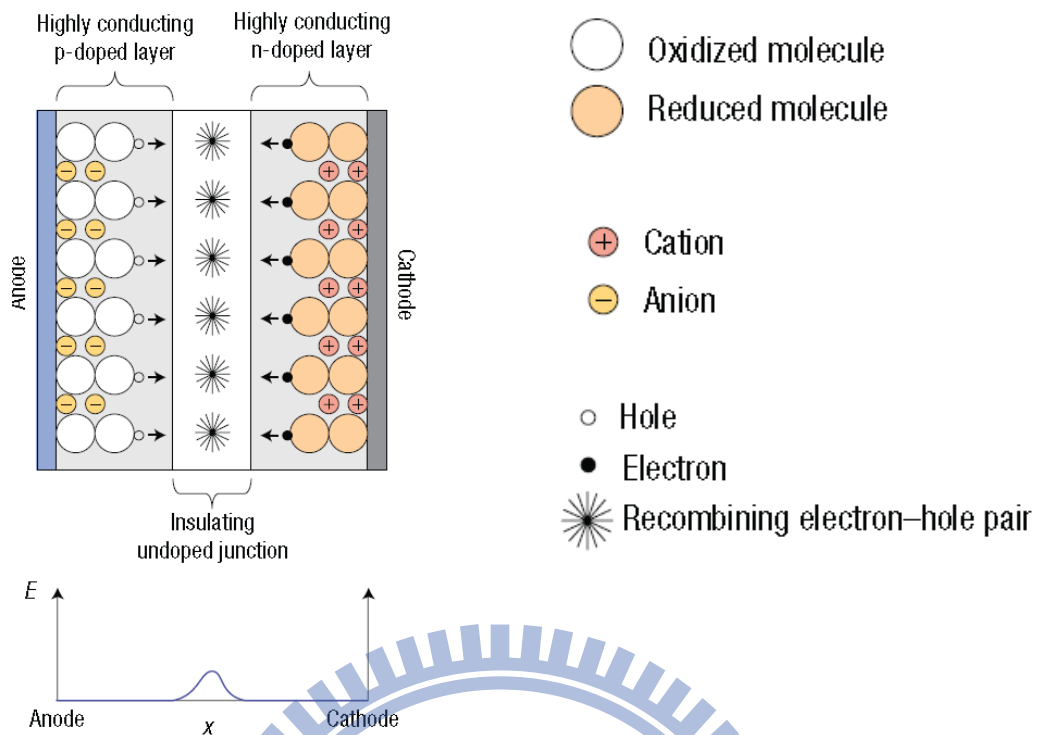 Highly conducting
p-doped layer
Highly conducting
n-doped layer
Anode
Cathode
Insulating
undoped junction
E
Anode
x
Cathode
Oxidized molecule
Reduced molecule
+ Cation
− Anion
Hole
Electron
Recombining electron–hole pair